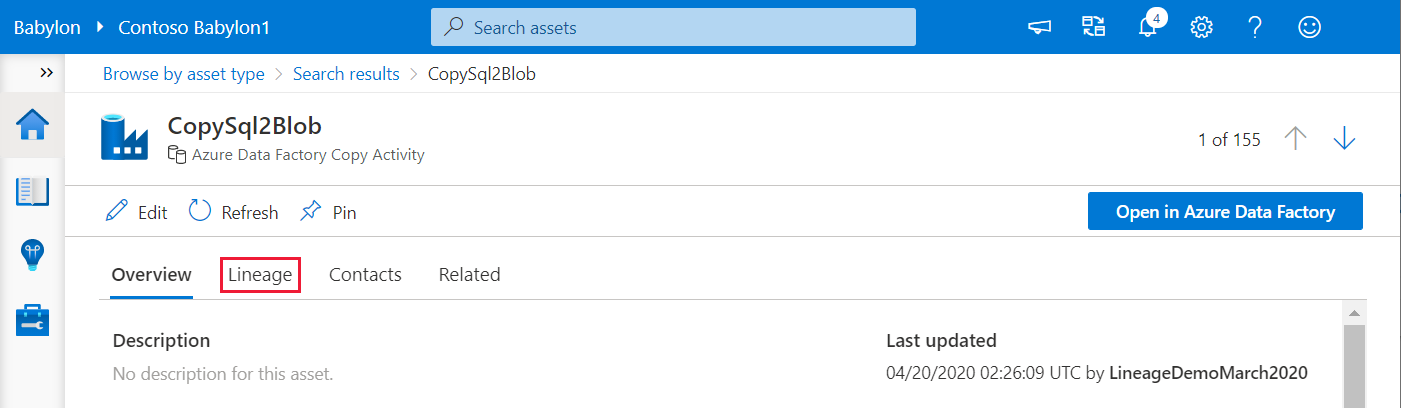 Babylon Contoso Babylon1 Search assets 4
Browse by asset type Search results CopySql2Blob
CopySql2Blob
Azure Data Factory Copy Activity
1 of 155
Edit Refresh Pin Open in Azure Data Factory
Overview Lineage Contacts Related
Description Last updated
No description for this asset. 04/20/2020 02:26:09 UTC by LineageDemoMarch2020